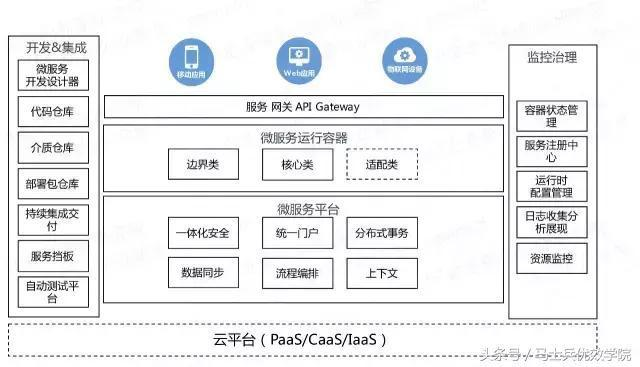 开发&集成
微服务
开发设计器
代码仓库
介质仓库
部署包仓库
持续集成交
付
服务挡板
自动测试平
台
移动应用
Web应用
物联网设备
服务 网关 API Gateway
微服务运行容器
边界类
核心类
适配类
微服务平台
一体化安全
统一门户
分布式事务
数据同步
流程编排
上下文
监控治理
容器状态管
理
服务注册中
心
运行时
配置管理
日志收集分
析展现
资源监控
云平台（PaaS/CaaS/IaaS）
头条号 / 马士兵优效学院